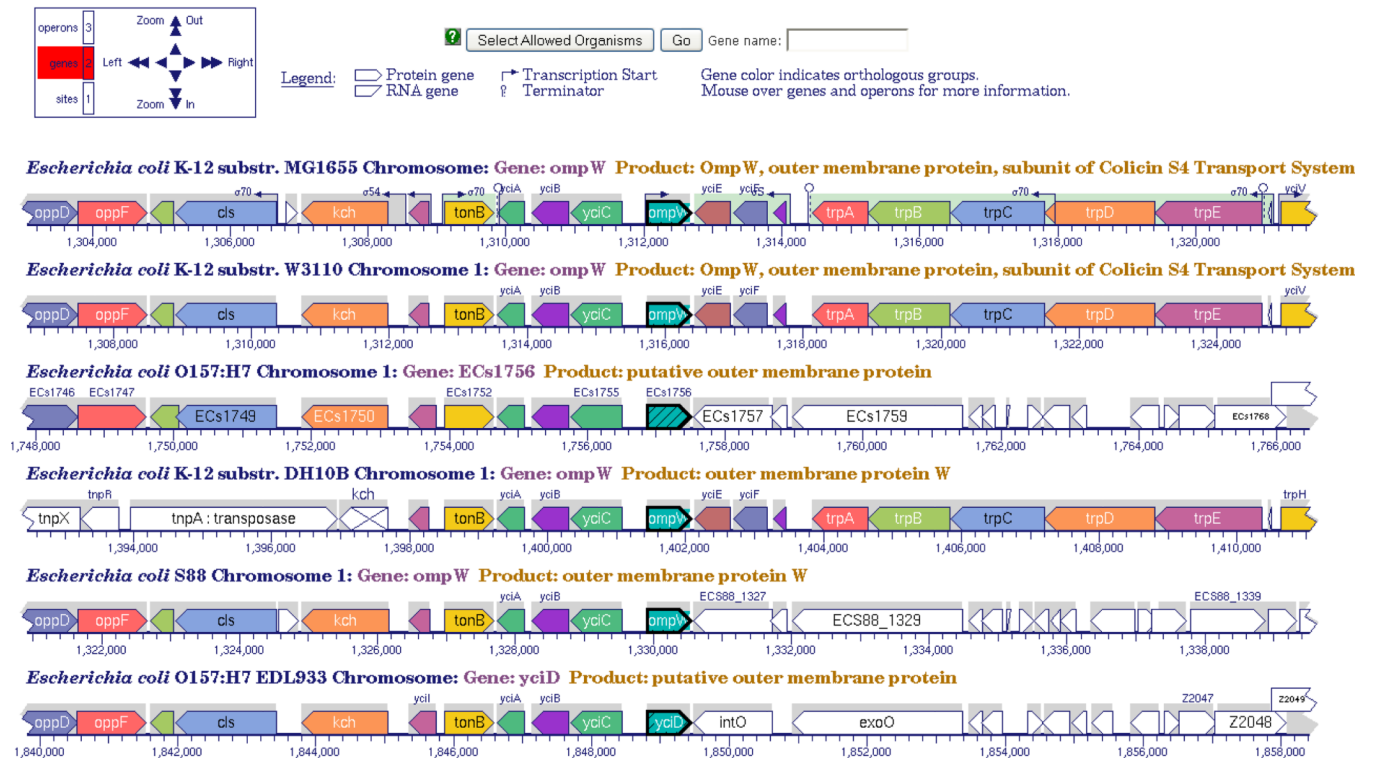 operons 3
genes 2
sites 1
Zoom Out
Left Right
Zoom In
? Select Allowed Organisms Go Gene name:
Legend:
Protein gene
RNA gene
Transcription Start
Terminator
Gene color indicates orthologous groups.
Mouse over genes and operons for more information.
Escherichia coli K-12 substr. MG1655 Chromosome: Gene: ompW Product: OmpW, outer membrane protein, subunit of Colicin S4 Transport System
σ70 σ54 σ70 yciA yciB yciE yciF σ70 σ70 yciV
oppD oppF cls kch tonB yciC ompW trpA trpB trpC trpD trpE
1,304,000 1,306,000 1,308,000 1,310,000 1,312,000 1,314,000 1,316,000 1,318,000 1,320,000
Escherichia coli K-12 substr. W3110 Chromosome 1: Gene: ompW Product: OmpW, outer membrane protein, subunit of Colicin S4 Transport System
yciA yciB yciE yciF yciV
oppD oppF cls kch tonB yciC ompW trpA trpB trpC trpD trpE
1,308,000 1,310,000 1,312,000 1,314,000 1,316,000 1,318,000 1,320,000 1,322,000 1,324,000
Escherichia coli O157:H7 Chromosome 1: Gene: ECs1756 Product: putative outer membrane protein
ECs1746 ECs1747 ECs1752 ECs1755 ECs1756
ECs1749 ECs1750 ECs1757 ECs1759 ECs1768
1,748,000 1,750,000 1,752,000 1,754,000 1,756,000 1,758,000 1,760,000 1,762,000 1,764,000 1,766,000
Escherichia coli K-12 substr. DH10B Chromosome 1: Gene: ompW Product: outer membrane protein W
tnpR kch yciA yciB yciE yciF trpH
tnpX tnpA : transposase tonB yciC ompW trpA trpB trpC trpD trpE
1,394,000 1,396,000 1,398,000 1,400,000 1,402,000 1,404,000 1,406,000 1,408,000 1,410,000
Escherichia coli S88 Chromosome 1: Gene: ompW Product: outer membrane protein W
yciA yciB ECS88_1327 ECS88_1339
oppD oppF cls kch tonB yciC ompW ECS88_1329
1,322,000 1,324,000 1,326,000 1,328,000 1,330,000 1,332,000 1,334,000 1,336,000 1,338,000
Escherichia coli O157:H7 EDL933 Chromosome: Gene: yciD Product: putative outer membrane protein
yciI yciA yciB Z2047 Z2049
oppD oppF cls kch tonB yciC yciD intO exoO Z2048
1,840,000 1,842,000 1,844,000 1,846,000 1,848,000 1,850,000 1,852,000 1,854,000 1,856,000 1,858,000